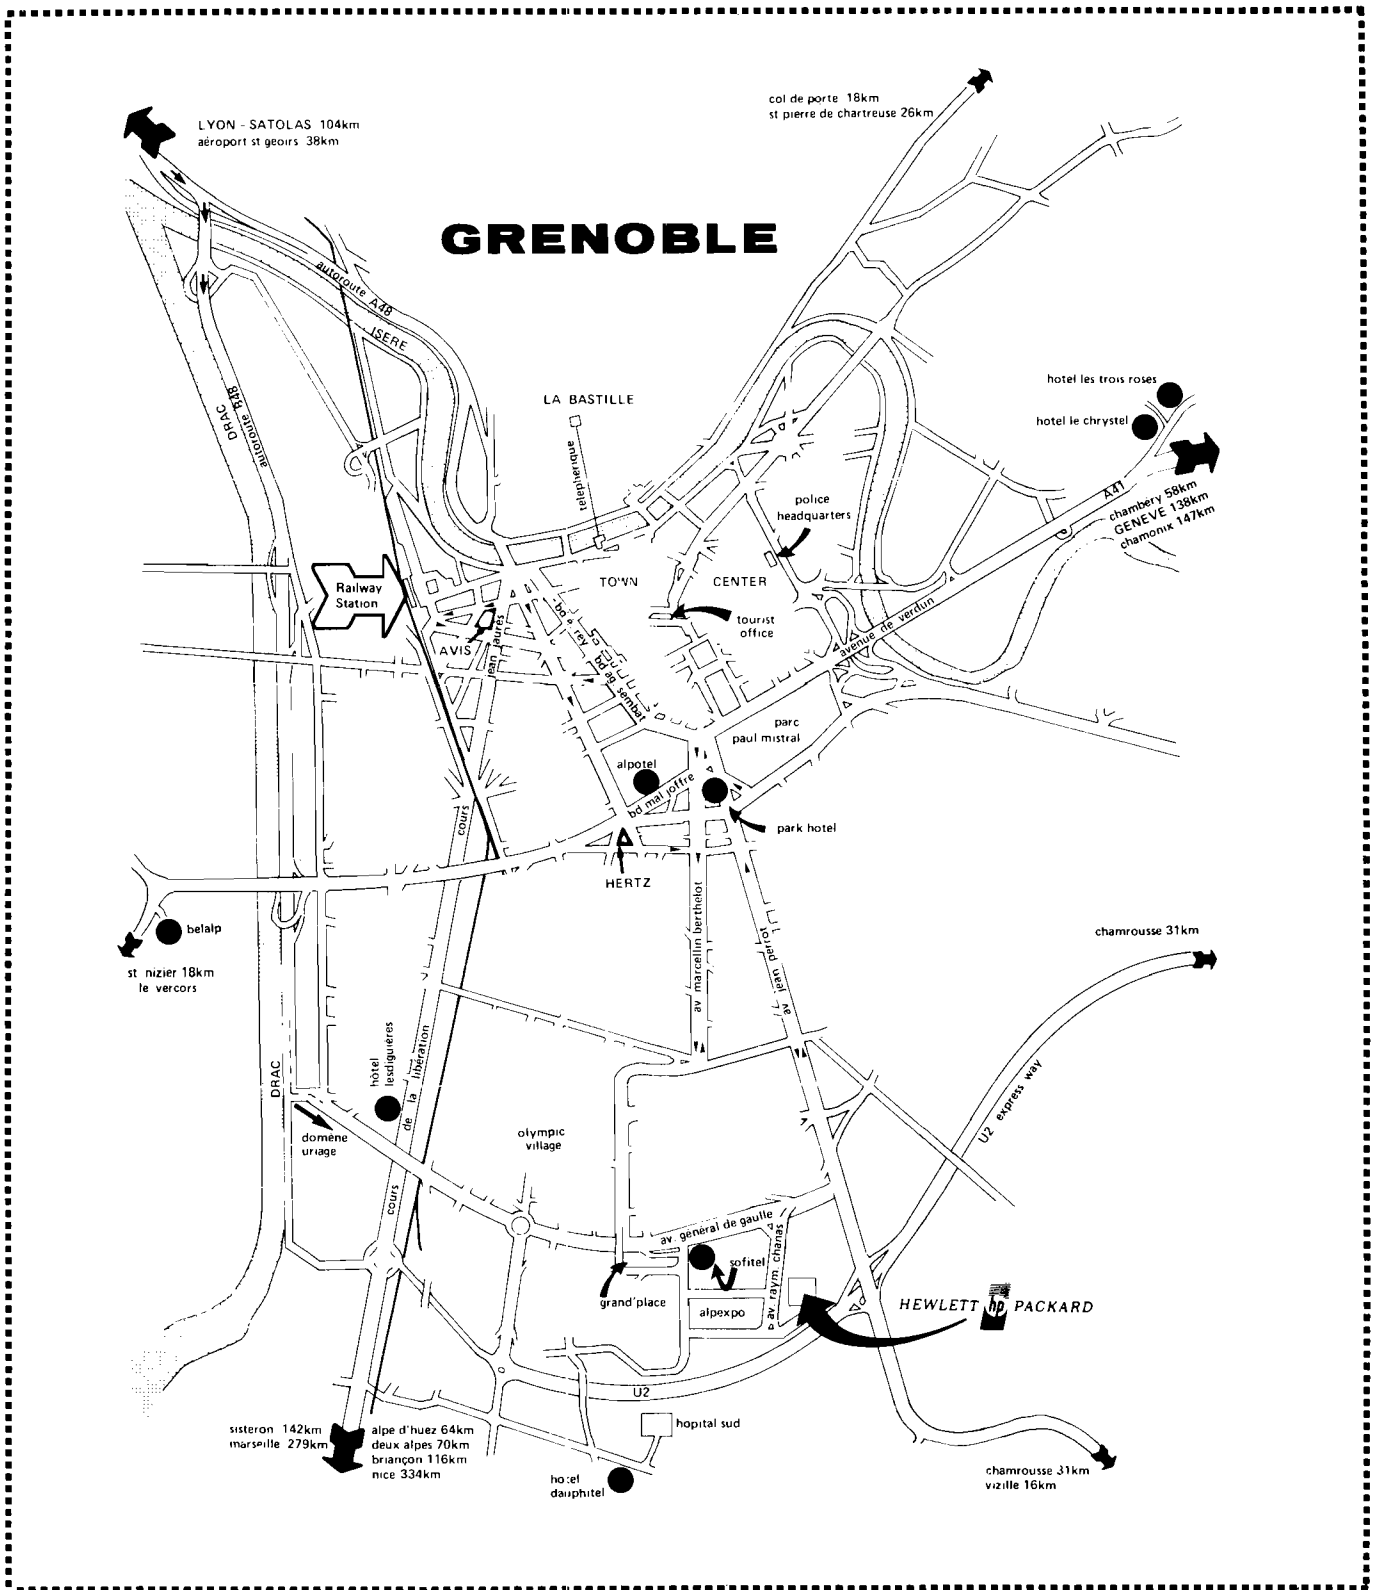 col de porte 18km
st pierre de chartreuse 26km
LYON - SATOLAS 104km
aéroport st geoirs 38km
GRENOBLE
autoroute A48
ISERE
hotel les trois roses
LA BASTILLE
hotel le chrystel
DRAC
autoroute B48
téléphérique
A41
chambery 58km
GENEVE 138km
chamonix 147km
police
headquarters
Railway
Station
TOWN CENTER
tourist
office
avenue de verdun
AVIS
jean jaurès
bd e. rey
bd ag sembat
parc
paul mistral
alpotel
bd mal joffre
cours
park hotel
HERTZ
belalp
st nizier 18km
le vercors
av marcellin berthelot
av jean perrot
chamrousse 31km
hôtel
lesdiguières
de la libération
DRAC
U2 express way
domène
uriage
olympic
village
cours
av. général de gaulle
sofitel
av. raym. chanas
grand'place
alpexpo
HEWLETT hp PACKARD
U2
hopital sud
sisteron 142km
marseille 279km
alpe d'huez 64km
deux alpes 70km
briançon 116km
nice 334km
hotel
dauphitel
chamrousse 31km
vizille 16km